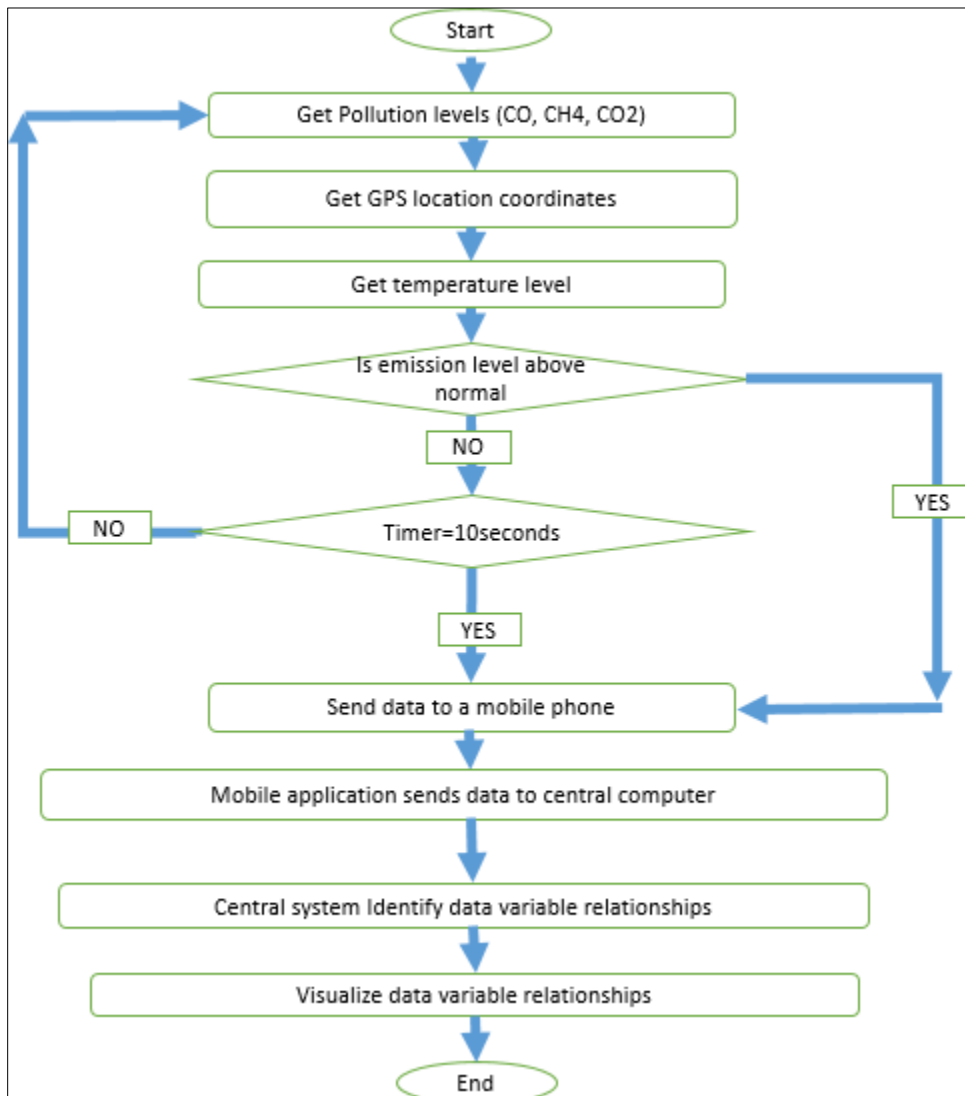 Start
Get Pollution levels (CO, CH4, CO2)
Get GPS location coordinates
Get temperature level
Is emission level above
normal
NO
YES
NO
Timer=10seconds
YES
Send data to a mobile phone
Mobile application sends data to central computer
Central system Identify data variable relationships
Visualize data variable relationships
End